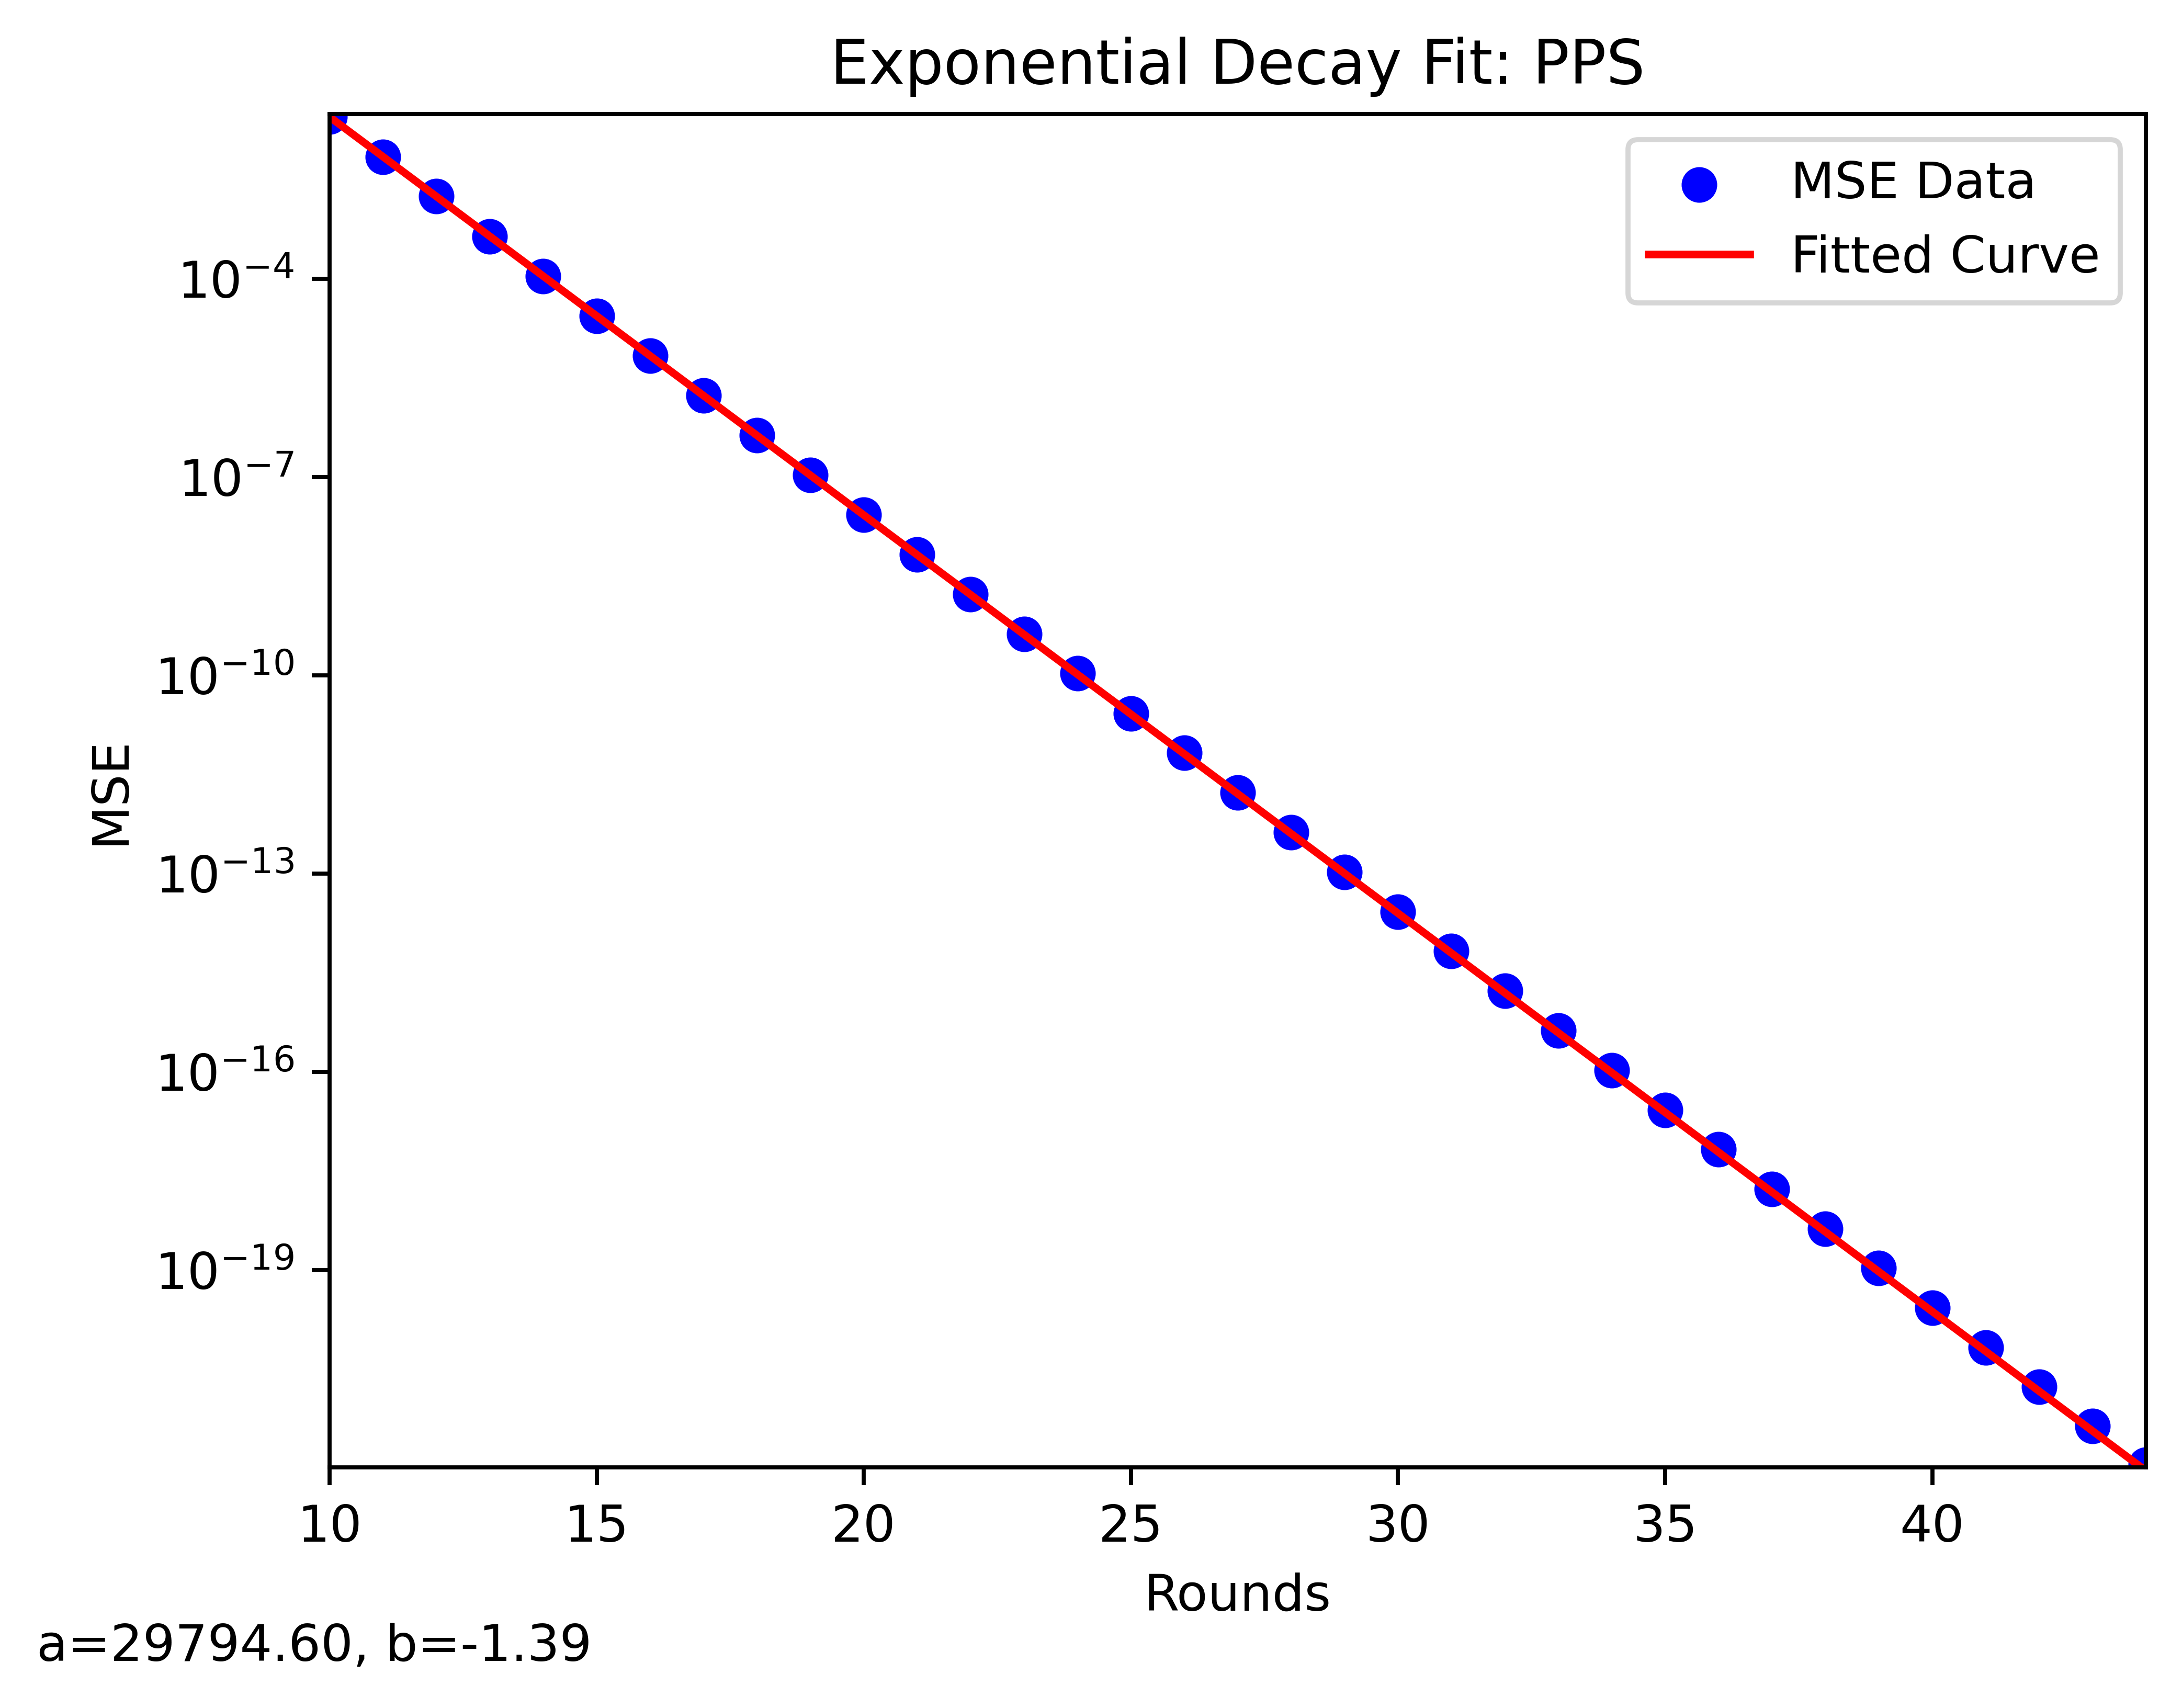 Exponential Decay Fit: PPS
MSE Data
Fitted Curve
MSE
10⁻⁴
10⁻⁷
10⁻¹⁰
10⁻¹³
10⁻¹⁶
10⁻¹⁹
10 15 20 25 30 35 40
Rounds
a=29794.60, b=-1.39